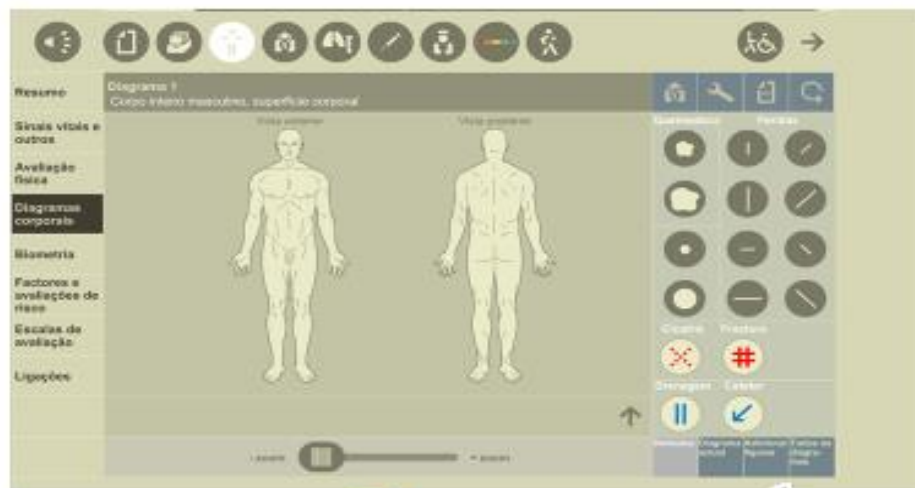 Diagrama 1
Corpo inteiro masculino, superfície corporal
Resumo
Sinais vitais e
outros
Avaliação
física
Diagramas
corporais
Biometria
Factores e
avaliações de
risco
Escalas de
avaliação
Ligações
Vista anterior
Vista posterior
Queimadura
Feridas
Cicatriz
Fractura
Drenagem
Cateter